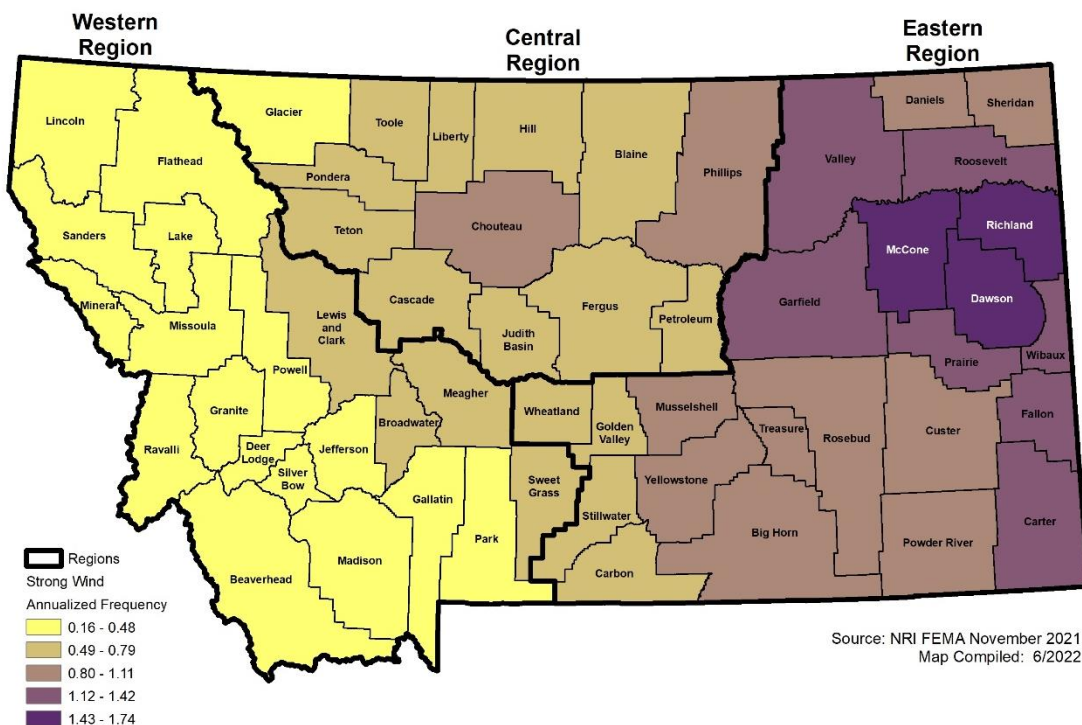 Western
Region
Central
Region
Eastern
Region
Lincoln
Flathead
Glacier
Toole
Liberty
Hill
Blaine
Phillips
Valley
Daniels
Sheridan
Roosevelt
Pondera
Teton
Chouteau
Sanders
Lake
McCone
Richland
Dawson
Garfield
Mineral
Missoula
Lewis
and
Clark
Cascade
Judith
Basin
Fergus
Petroleum
Prairie
Wibaux
Powell
Granite
Ravalli
Deer
Lodge
Silver
Bow
Jefferson
Broadwater
Meagher
Wheatland
Golden
Valley
Musselshell
Treasure
Rosebud
Custer
Fallon
Gallatin
Park
Sweet
Grass
Stillwater
Yellowstone
Big Horn
Powder River
Carter
Carbon
Beaverhead
Madison
Regions
Strong Wind
Annualized Frequency
0.16 - 0.48
0.49 - 0.79
0.80 - 1.11
1.12 - 1.42
1.43 - 1.74
Source: NRI FEMA November 2021
Map Compiled: 6/2022